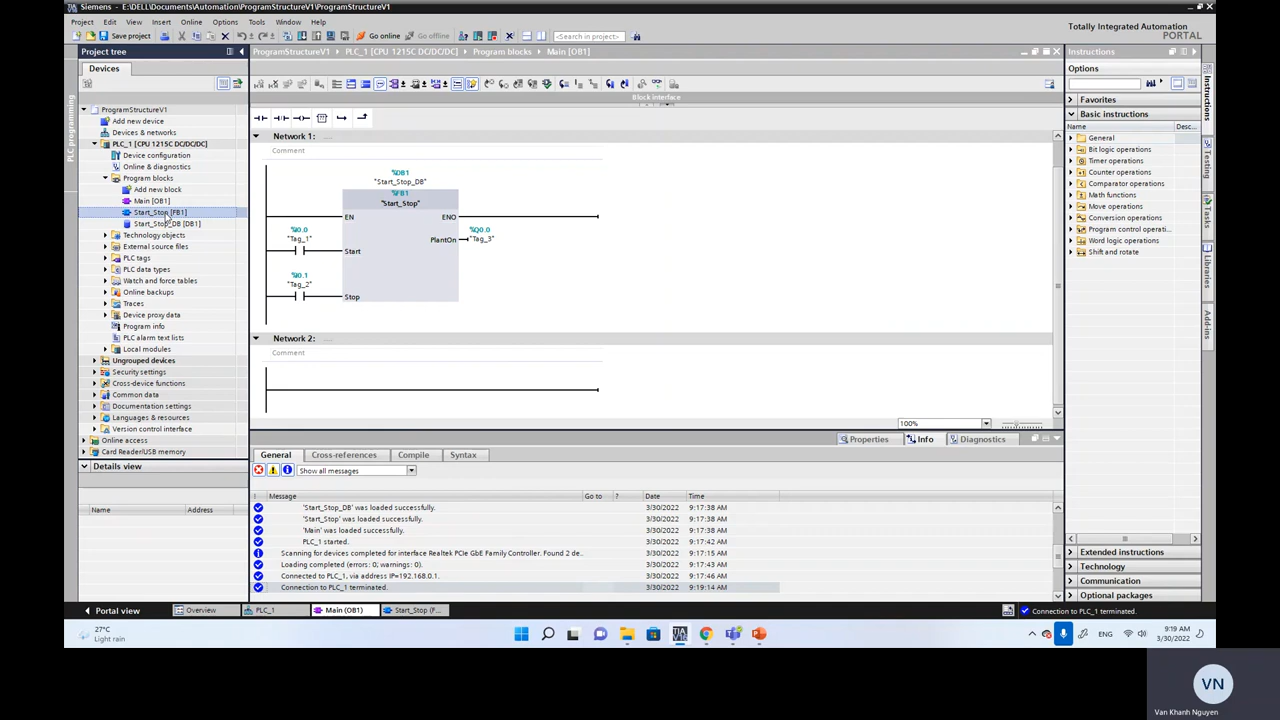 Siemens - E:\DELL\Documents\Automation\ProgramStructureV1\ProgramStructureV1
Project Edit View Insert Online Options Tools Window Help
Save project
Go online
Go offline
<Search in project>
Totally Integrated Automation
PORTAL
Project tree
Devices
PLC programming
ProgramStructureV1
Add new device
Devices & networks
PLC_1 [CPU 1215C DC/DC/DC]
Device configuration
Online & diagnostics
Program blocks
Add new block
Main [OB1]
Start_Stop [FB1]
Start_Stop_DB [DB1]
Technology objects
External source files
PLC tags
PLC data types
Watch and force tables
Online backups
Traces
Device proxy data
Program info
PLC alarm text lists
Local modules
Ungrouped devices
Security settings
Cross-device functions
Common data
Documentation settings
Languages & resources
Version control interface
Online access
Card Reader/USB memory
Details view
Name Address
ProgramStructureV1 PLC_1 [CPU 1215C DC/DC/DC] Program blocks Main [OB1]
Block interface
Network 1:
Comment
%DB1
"Start_Stop_DB"
%FB1
"Start_Stop"
EN ENO
%I0.0
"Tag_1"
Start
%I0.1
"Tag_2"
Stop
PlantOn
%Q0.0
"Tag_3"
Network 2:
Comment
100%
Properties Info Diagnostics
General Cross-references Compile Syntax
Show all messages
! Message Go to ? Date Time
'Start_Stop_DB' was loaded successfully. 3/30/2022 9:17:38 AM
'Start_Stop' was loaded successfully. 3/30/2022 9:17:38 AM
'Main' was loaded successfully. 3/30/2022 9:17:38 AM
PLC_1 started. 3/30/2022 9:17:42 AM
Scanning for devices completed for interface Realtek PCIe GbE Family Controller. Found 2 de... 3/30/2022 9:17:15 AM
Loading completed (errors: 0; warnings: 0). 3/30/2022 9:17:43 AM
Connected to PLC_1, via address IP=192.168.0.1. 3/30/2022 9:17:46 AM
Connection to PLC_1 terminated. 3/30/2022 9:19:14 AM
Instructions
Options
Favorites
Basic instructions
Name Desc...
General
Bit logic operations
Timer operations
Counter operations
Comparator operations
Math functions
Move operations
Conversion operations
Program control operati...
Word logic operations
Shift and rotate
Extended instructions
Technology
Communication
Optional packages
Instructions
Testing
Tasks
Libraries
Add-ins
Portal view
Overview
PLC_1
Main (OB1)
Start_Stop (F...
Connection to PLC_1 terminated.
27°C
Light rain
ENG
9:19 AM
3/30/2022
VN
Van Khanh Nguyen